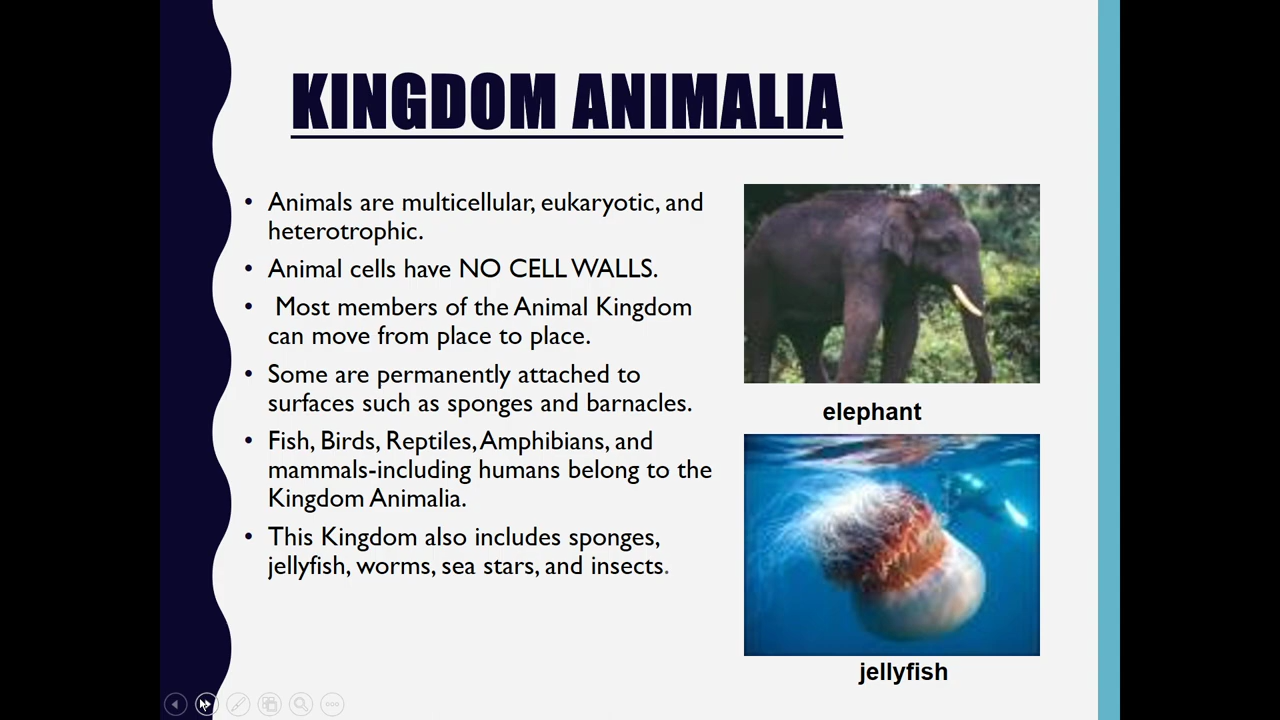 KINGDOM ANIMALIA
• Animals are multicellular, eukaryotic, and
heterotrophic.
• Animal cells have NO CELL WALLS.
• Most members of the Animal Kingdom
can move from place to place.
• Some are permanently attached to
surfaces such as sponges and barnacles.
• Fish, Birds, Reptiles, Amphibians, and
mammals-including humans belong to the
Kingdom Animalia.
• This Kingdom also includes sponges,
jellyfish, worms, sea stars, and insects.
elephant
jellyfish